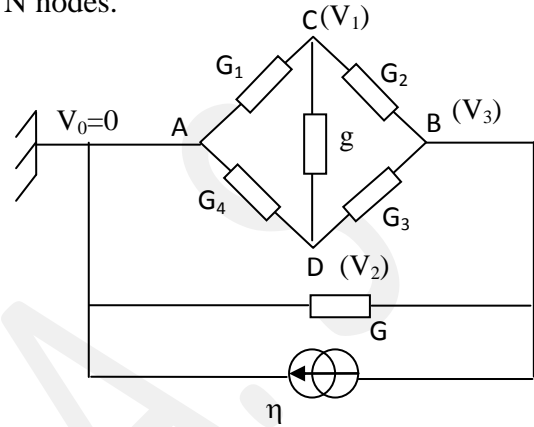 N nodes.
C(V₁)
G₁
G₂
V₀=0
A
B (V₃)
g
G₄
G₃
D (V₂)
G
η